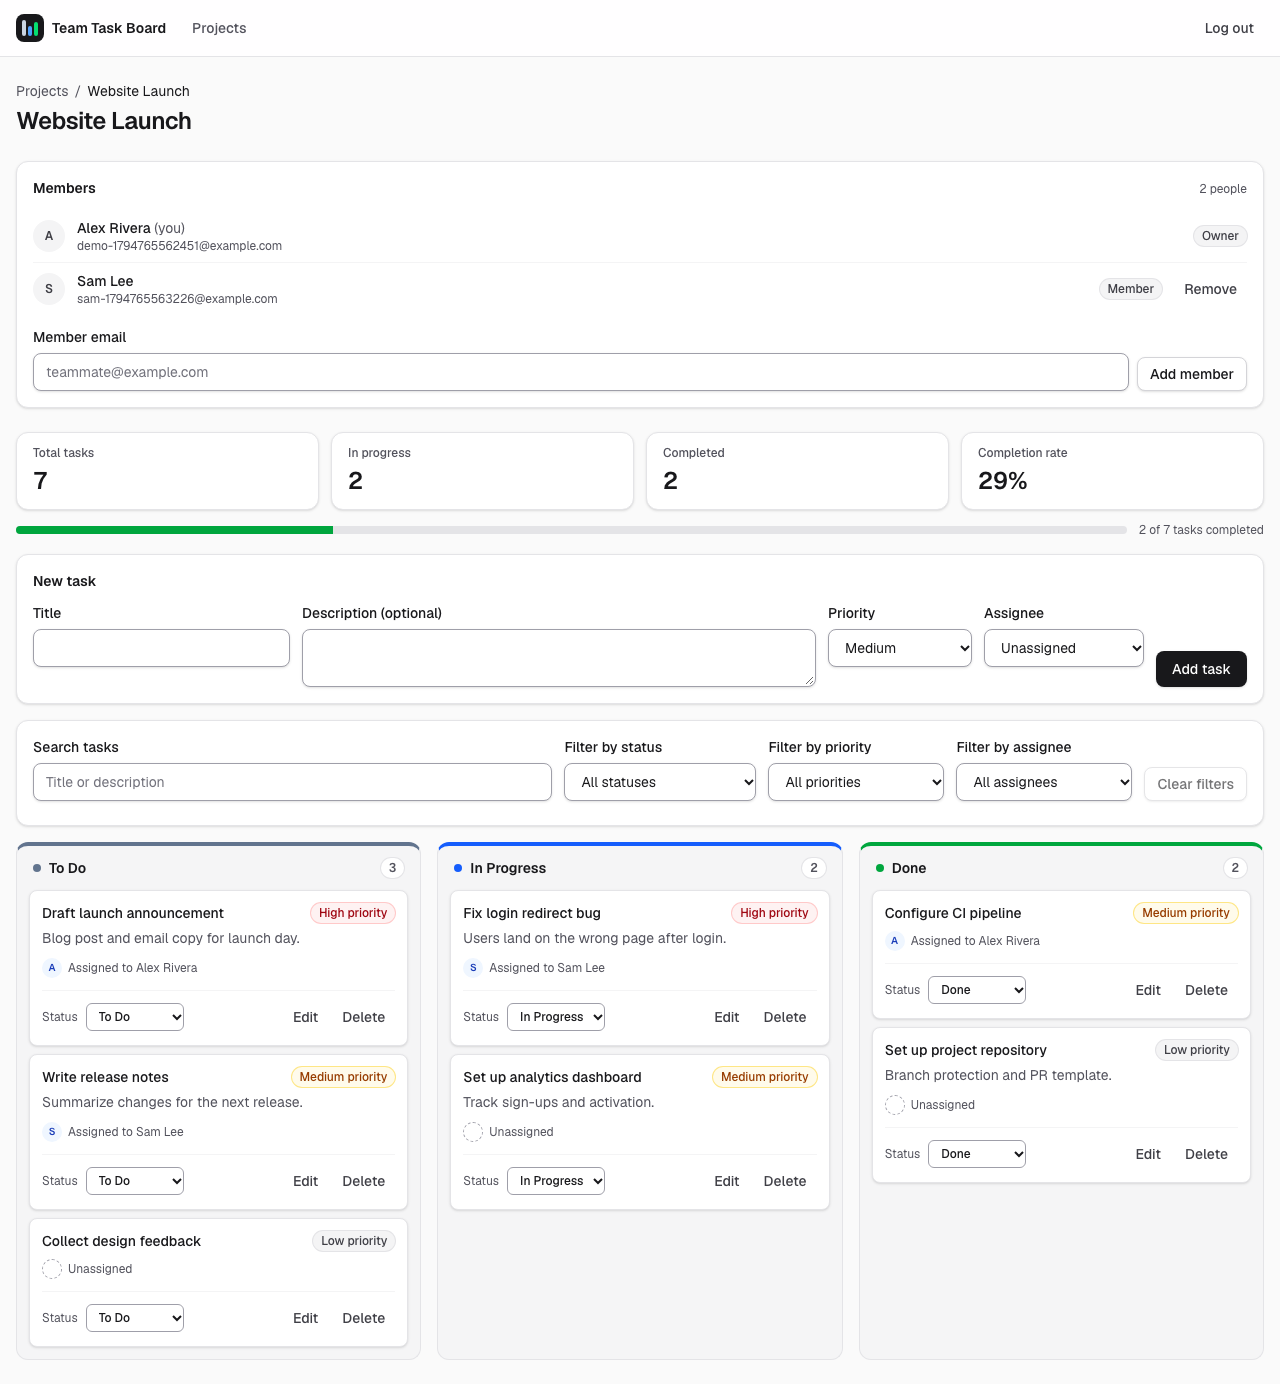 Team Task Board Projects Log out
Projects / Website Launch
Website Launch
Members 2 people
A Alex Rivera (you) Owner
demo-1794765562451@example.com
S Sam Lee Member Remove
sam-1794765563226@example.com
Member email
teammate@example.com Add member
Total tasks In progress Completed Completion rate
7 2 2 29%
2 of 7 tasks completed
New task
Title Description (optional) Priority Assignee
Medium Unassigned
Add task
Search tasks Filter by status Filter by priority Filter by assignee
Title or description All statuses All priorities All assignees Clear filters
To Do 3
Draft launch announcement High priority
Blog post and email copy for launch day.
A Assigned to Alex Rivera
Status To Do Edit Delete
Write release notes Medium priority
Summarize changes for the next release.
S Assigned to Sam Lee
Status To Do Edit Delete
Collect design feedback Low priority
Unassigned
Status To Do Edit Delete
In Progress 2
Fix login redirect bug High priority
Users land on the wrong page after login.
S Assigned to Sam Lee
Status In Progress Edit Delete
Set up analytics dashboard Medium priority
Track sign-ups and activation.
Unassigned
Status In Progress Edit Delete
Done 2
Configure CI pipeline Medium priority
A Assigned to Alex Rivera
Status Done Edit Delete
Set up project repository Low priority
Branch protection and PR template.
Unassigned
Status Done Edit Delete